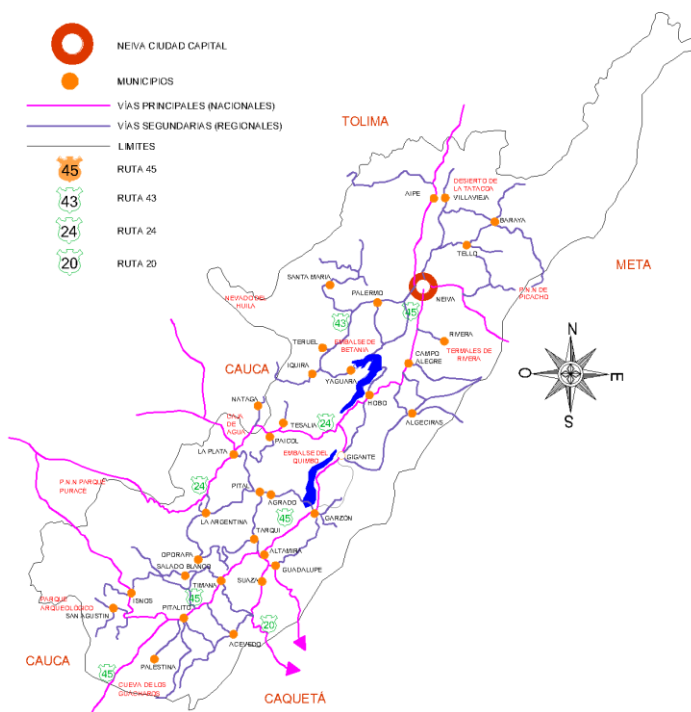 NEIVA CIUDAD CAPITAL
MUNICIPIOS
VÍAS PRINCIPALES (NACIONALES)
VÍAS SEGUNDARIAS (REGIONALES)
LIMITES
45 RUTA 45
43 RUTA 43
24 RUTA 24
20 RUTA 20
TOLIMA
DESIERTO DE
LA TATACOA
AIPE
VILLAVIEJA
BARAYA
TELLO
META
SANTA MARIA
NEVADO DEL
HUILA
PALERMO
NEIVA
P.N.N DE
PICACHO
45
43
RIVERA
TERMALES DE
RIVERA
TERUEL
EMBALSE DE
BETANIA
CAMPO
ALEGRE
CAUCA
IQUIRA
YAGUARA
HOBO
N
O
E
S
NATAGA
CAJA
DE
AGUA
TESALIA
24
ALGECIRAS
PAICOL
LA PLATA
EMBALSE DEL
QUIMBO
GIGANTE
P.N.N PARQUE
PURACE
24
PITAL
AGRADO
LA ARGENTINA
45
GARZON
TARQUI
OPORAPA
ALTAMIRA
SALADO BLANCO
GUADALUPE
TIMANA
SUAZA
ISNOS
PARQUE
ARQUEOLOGICO
45
SAN AGUSTIN
PITALITO
20
ACEVEDO
CAUCA
PALESTINA
45
CUEVA DE LOS
GUACHAROS
CAQUETÁ